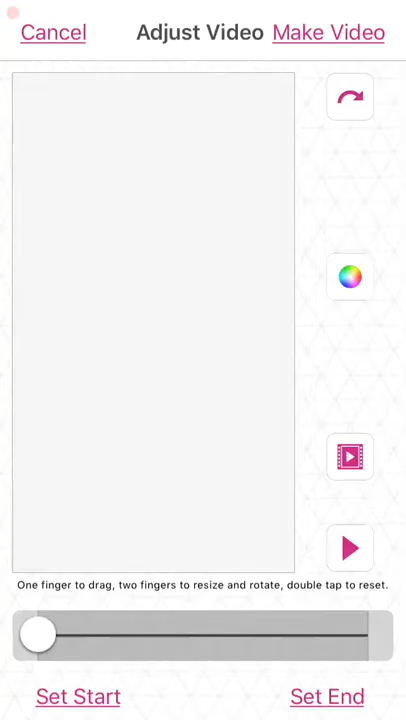 Cancel Adjust Video Make Video
One finger to drag, two fingers to resize and rotate, double tap to reset.
Set Start Set End